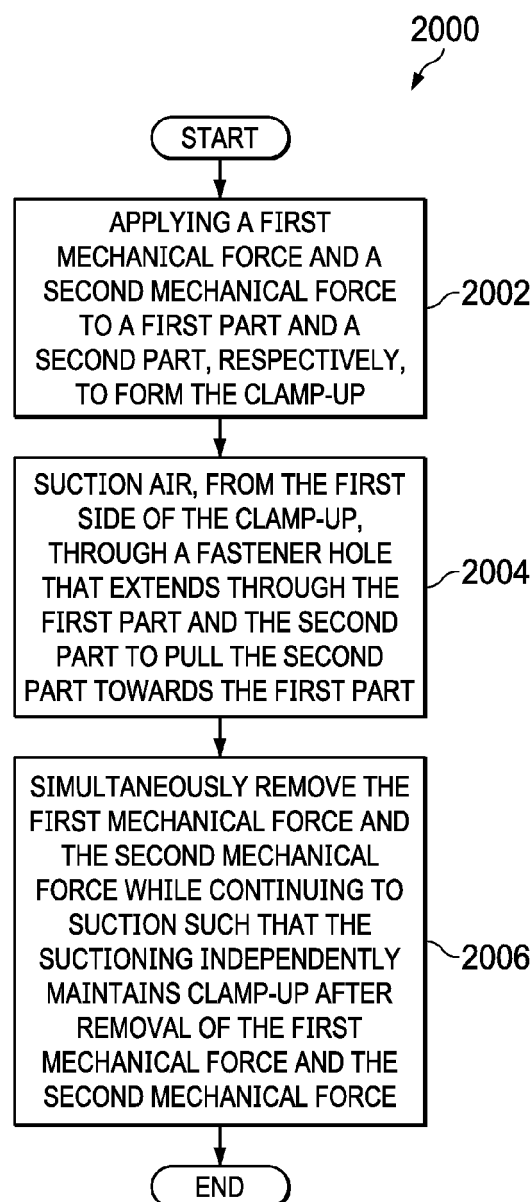 2000
START
APPLYING A FIRST
MECHANICAL FORCE AND A
SECOND MECHANICAL FORCE
TO A FIRST PART AND A
SECOND PART, RESPECTIVELY,
TO FORM THE CLAMP-UP
2002
SUCTION AIR, FROM THE FIRST
SIDE OF THE CLAMP-UP,
THROUGH A FASTENER HOLE
THAT EXTENDS THROUGH THE
FIRST PART AND THE SECOND
PART TO PULL THE SECOND
PART TOWARDS THE FIRST PART
2004
SIMULTANEOUSLY REMOVE THE
FIRST MECHANICAL FORCE AND
THE SECOND MECHANICAL
FORCE WHILE CONTINUING TO
SUCTION SUCH THAT THE
SUCTIONING INDEPENDENTLY
MAINTAINS CLAMP-UP AFTER
REMOVAL OF THE FIRST
MECHANICAL FORCE AND THE
SECOND MECHANICAL FORCE
2006
END